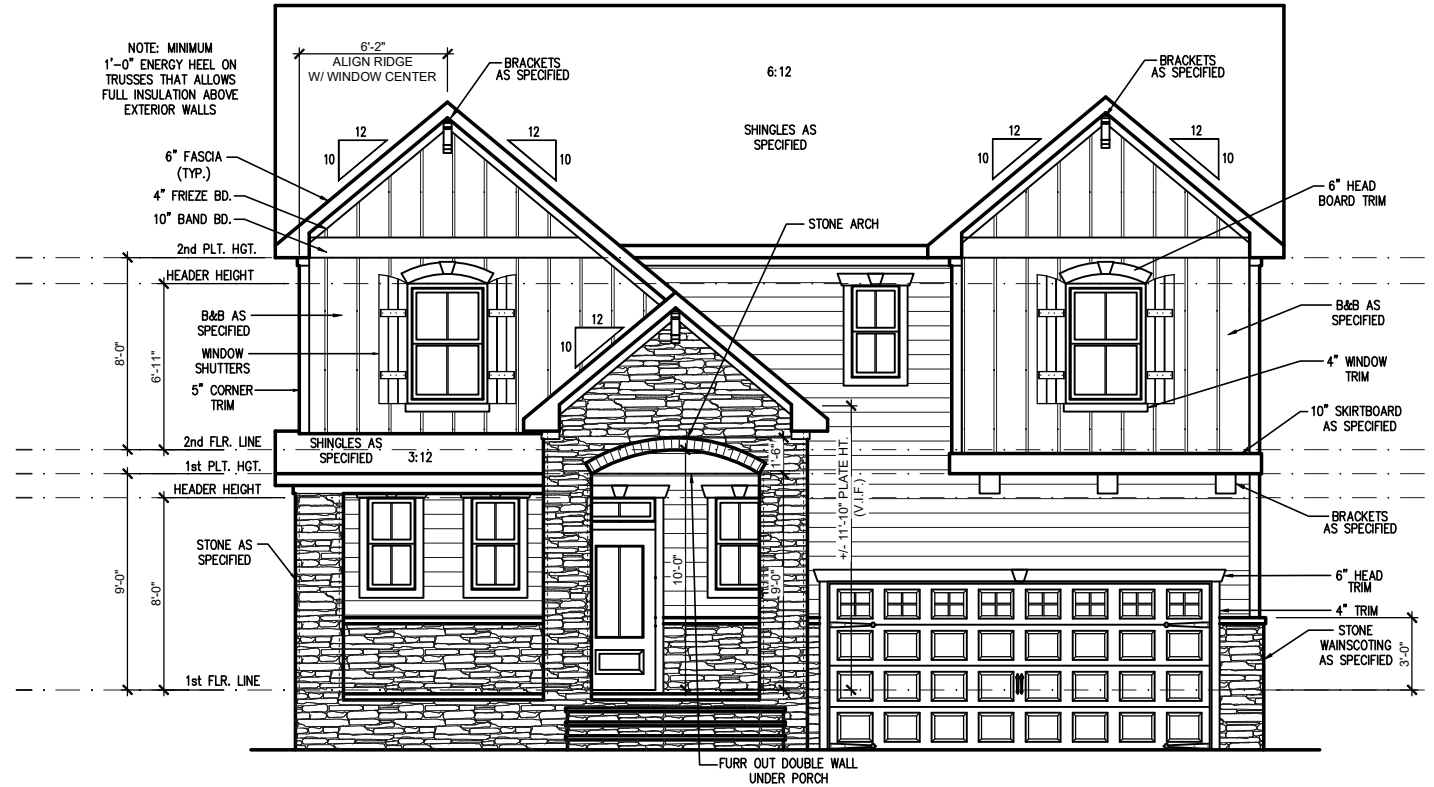 NOTE: MINIMUM
1'-0" ENERGY HEEL ON
TRUSSES THAT ALLOWS
FULL INSULATION ABOVE
EXTERIOR WALLS
6'-2"
ALIGN RIDGE
W/ WINDOW CENTER
BRACKETS
AS SPECIFIED
6:12
SHINGLES AS
SPECIFIED
BRACKETS
AS SPECIFIED
12
10
12
10
12
10
12
10
6" FASCIA
(TYP.)
4" FRIEZE BD.
10" BAND BD.
2nd PLT. HGT.
HEADER HEIGHT
STONE ARCH
6" HEAD
BOARD TRIM
B&B AS
SPECIFIED
WINDOW
SHUTTERS
5" CORNER
TRIM
8'-0"
6'-11"
12
10
B&B AS
SPECIFIED
4" WINDOW
TRIM
10" SKIRTBOARD
AS SPECIFIED
2nd FLR. LINE
SHINGLES AS
SPECIFIED
3:12
1st PLT. HGT.
HEADER HEIGHT
1'-6"
+/- 11'-10" PLATE HT.
(V.I.F.)
BRACKETS
AS SPECIFIED
STONE AS
SPECIFIED
9'-0"
8'-0"
10'-0"
9'-0"
6" HEAD
TRIM
4" TRIM
STONE
WAINSCOTING
AS SPECIFIED
3'-0"
1st FLR. LINE
FURR OUT DOUBLE WALL
UNDER PORCH